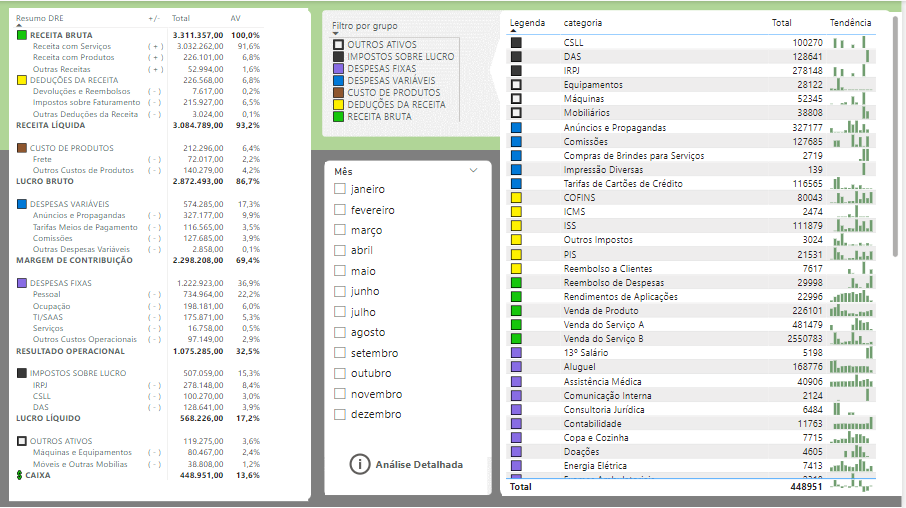 Resumo DRE +/- Total AV
RECEITA BRUTA 3.311.357,00 100,0%
Receita com Serviços ( + ) 3.032.262,00 91,6%
Receita com Produtos ( + ) 226.101,00 6,8%
Outras Receitas ( + ) 52.994,00 1,6%
DEDUÇÕES DA RECEITA 226.568,00 6,8%
Devoluções e Reembolsos ( - ) 7.617,00 0,2%
Impostos sobre Faturamento ( - ) 215.927,00 6,5%
Outras Deduções da Receita ( - ) 3.024,00 0,1%
RECEITA LÍQUIDA 3.084.789,00 93,2%
CUSTO DE PRODUTOS 212.296,00 6,4%
Frete ( - ) 72.017,00 2,2%
Outros Custos de Produtos ( - ) 140.279,00 4,2%
LUCRO BRUTO 2.872.493,00 86,7%
DESPESAS VARIÁVEIS 574.285,00 17,3%
Anúncios e Propagandas ( - ) 327.177,00 9,9%
Tarifas Meios de Pagamento ( - ) 116.565,00 3,5%
Comissões ( - ) 127.685,00 3,9%
Outras Despesas Variáveis ( - ) 2.858,00 0,1%
MARGEM DE CONTRIBUIÇÃO 2.298.208,00 69,4%
DESPESAS FIXAS 1.222.923,00 36,9%
Pessoal ( - ) 734.964,00 22,2%
Ocupação ( - ) 198.181,00 6,0%
TI/SAAS ( - ) 175.871,00 5,3%
Serviços ( - ) 16.758,00 0,5%
Outros Custos Operacionais ( - ) 97.149,00 2,9%
RESULTADO OPERACIONAL 1.075.285,00 32,5%
IMPOSTOS SOBRE LUCRO 507.059,00 15,3%
IRPJ ( - ) 278.148,00 8,4%
CSLL ( - ) 100.270,00 3,0%
DAS ( - ) 128.641,00 3,9%
LUCRO LÍQUIDO 568.226,00 17,2%
OUTROS ATIVOS 119.275,00 3,6%
Máquinas e Equipamentos ( - ) 80.467,00 2,4%
Móveis e Outras Mobílias ( - ) 38.808,00 1,2%
CAIXA 448.951,00 13,6%
Filtro por grupo
OUTROS ATIVOS
IMPOSTOS SOBRE LUCRO
DESPESAS FIXAS
DESPESAS VARIÁVEIS
CUSTO DE PRODUTOS
DEDUÇÕES DA RECEITA
RECEITA BRUTA
Mês
janeiro
fevereiro
março
abril
maio
junho
julho
agosto
setembro
outubro
novembro
dezembro
i Análise Detalhada
Legenda categoria Total Tendência
CSLL 100270
DAS 128641
IRPJ 278148
Equipamentos 28122
Máquinas 52345
Mobiliários 38808
Anúncios e Propagandas 327177
Comissões 127685
Compras de Brindes para Serviços 2719
Impressão Diversas 139
Tarifas de Cartões de Crédito 116565
COFINS 80043
ICMS 2474
ISS 111879
Outros Impostos 3024
PIS 21531
Reembolso a Clientes 7617
Reembolso de Despesas 29998
Rendimentos de Aplicações 22996
Venda de Produto 226101
Venda do Serviço A 481479
Venda do Serviço B 2550783
13º Salário 5198
Aluguel 168776
Assistência Médica 40906
Comunicação Interna 2124
Consultoria Jurídica 6484
Contabilidade 11763
Copa e Cozinha 7715
Doações 4605
Energia Elétrica 7413
Total 448951